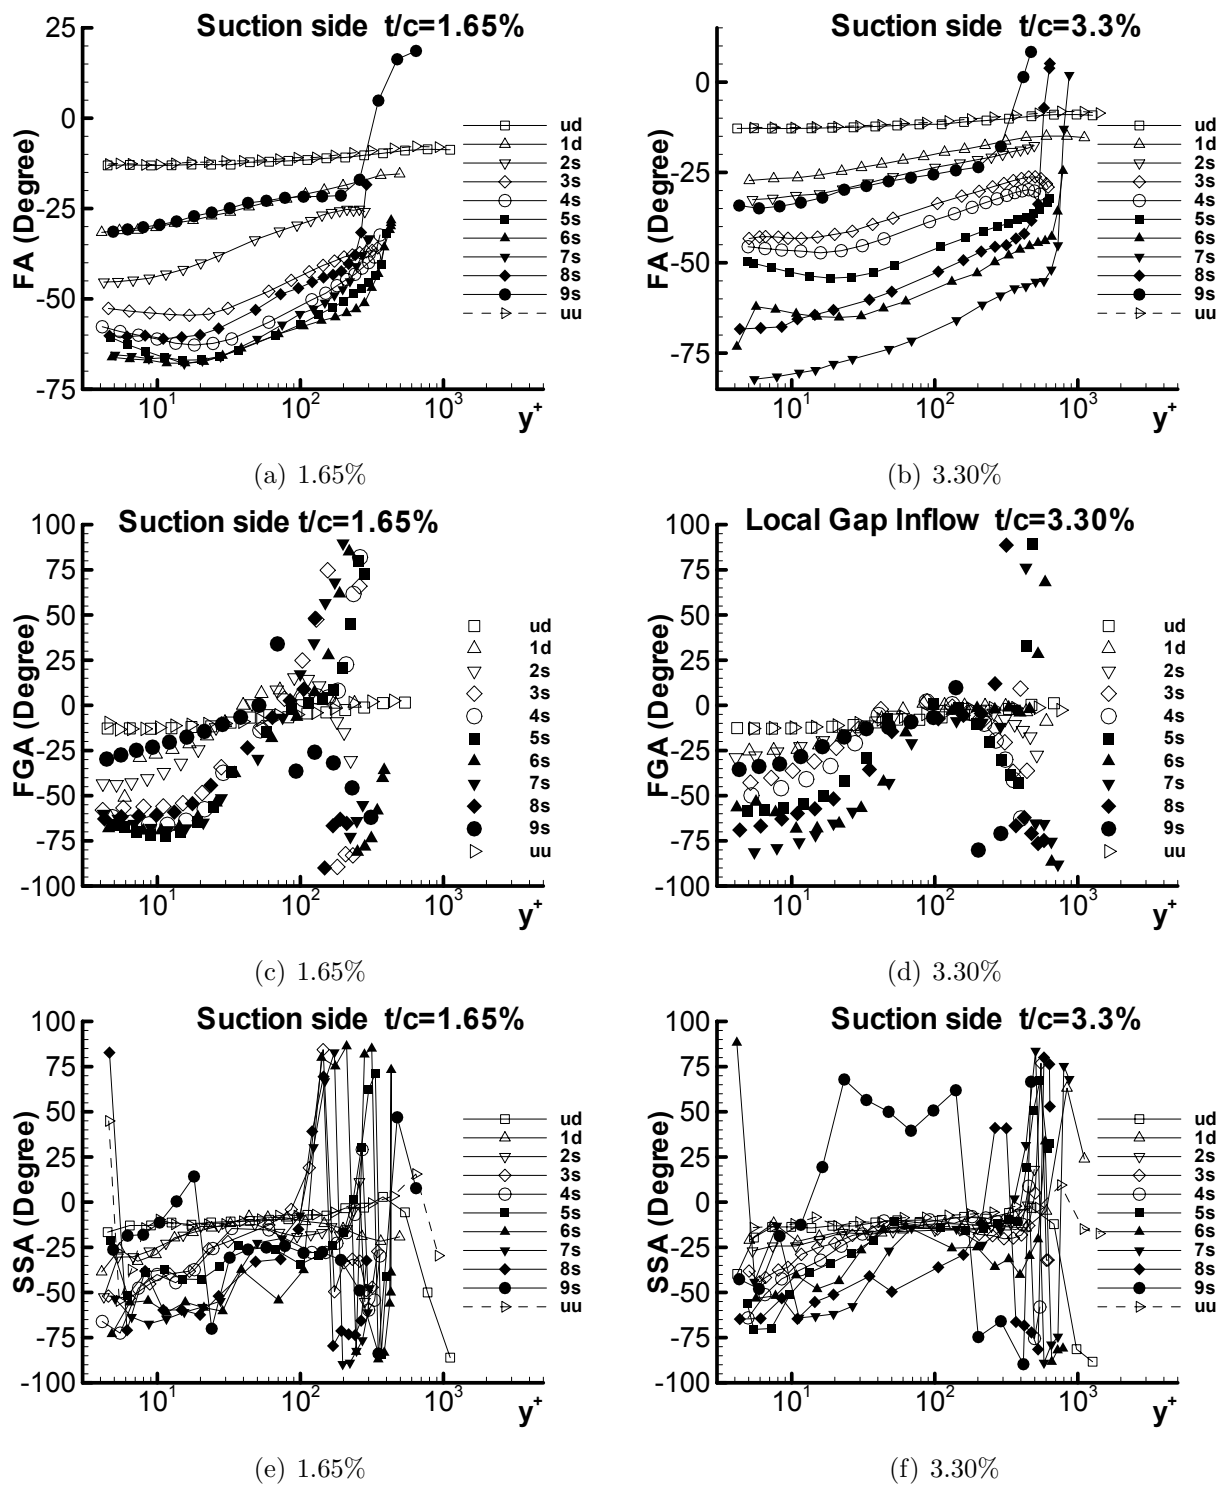 Suction side t/c=1.65%
25
0
-25
-50
-75
FA (Degree)
ud
1d
2s
3s
4s
5s
6s
7s
8s
9s
uu
10¹
10²
10³
y⁺
(a) 1.65%
Suction side t/c=3.3%
0
-25
-50
-75
FA (Degree)
ud
1d
2s
3s
4s
5s
6s
7s
8s
9s
uu
10¹
10²
10³
y⁺
(b) 3.30%
Suction side t/c=1.65%
100
75
50
25
0
-25
-50
-75
-100
FGA (Degree)
ud
1d
2s
3s
4s
5s
6s
7s
8s
9s
uu
10¹
10²
10³
y⁺
(c) 1.65%
Local Gap Inflow t/c=3.30%
100
75
50
25
0
-25
-50
-75
-100
FGA (Degree)
ud
1d
2s
3s
4s
5s
6s
7s
8s
9s
uu
10¹
10²
10³
y⁺
(d) 3.30%
Suction side t/c=1.65%
100
75
50
25
0
-25
-50
-75
-100
SSA (Degree)
ud
1d
2s
3s
4s
5s
6s
7s
8s
9s
uu
10¹
10²
10³
y⁺
(e) 1.65%
Suction side t/c=3.3%
100
75
50
25
0
-25
-50
-75
-100
SSA (Degree)
ud
1d
2s
3s
4s
5s
6s
7s
8s
9s
uu
10¹
10²
10³
y⁺
(f) 3.30%